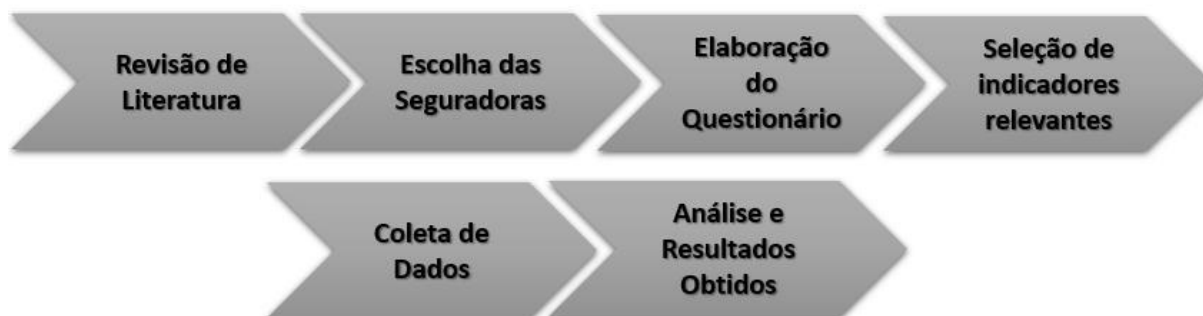 Revisão de
Literatura
Escolha das
Seguradoras
Elaboração
do
Questionário
Seleção de
indicadores
relevantes
Coleta de
Dados
Análise e
Resultados
Obtidos